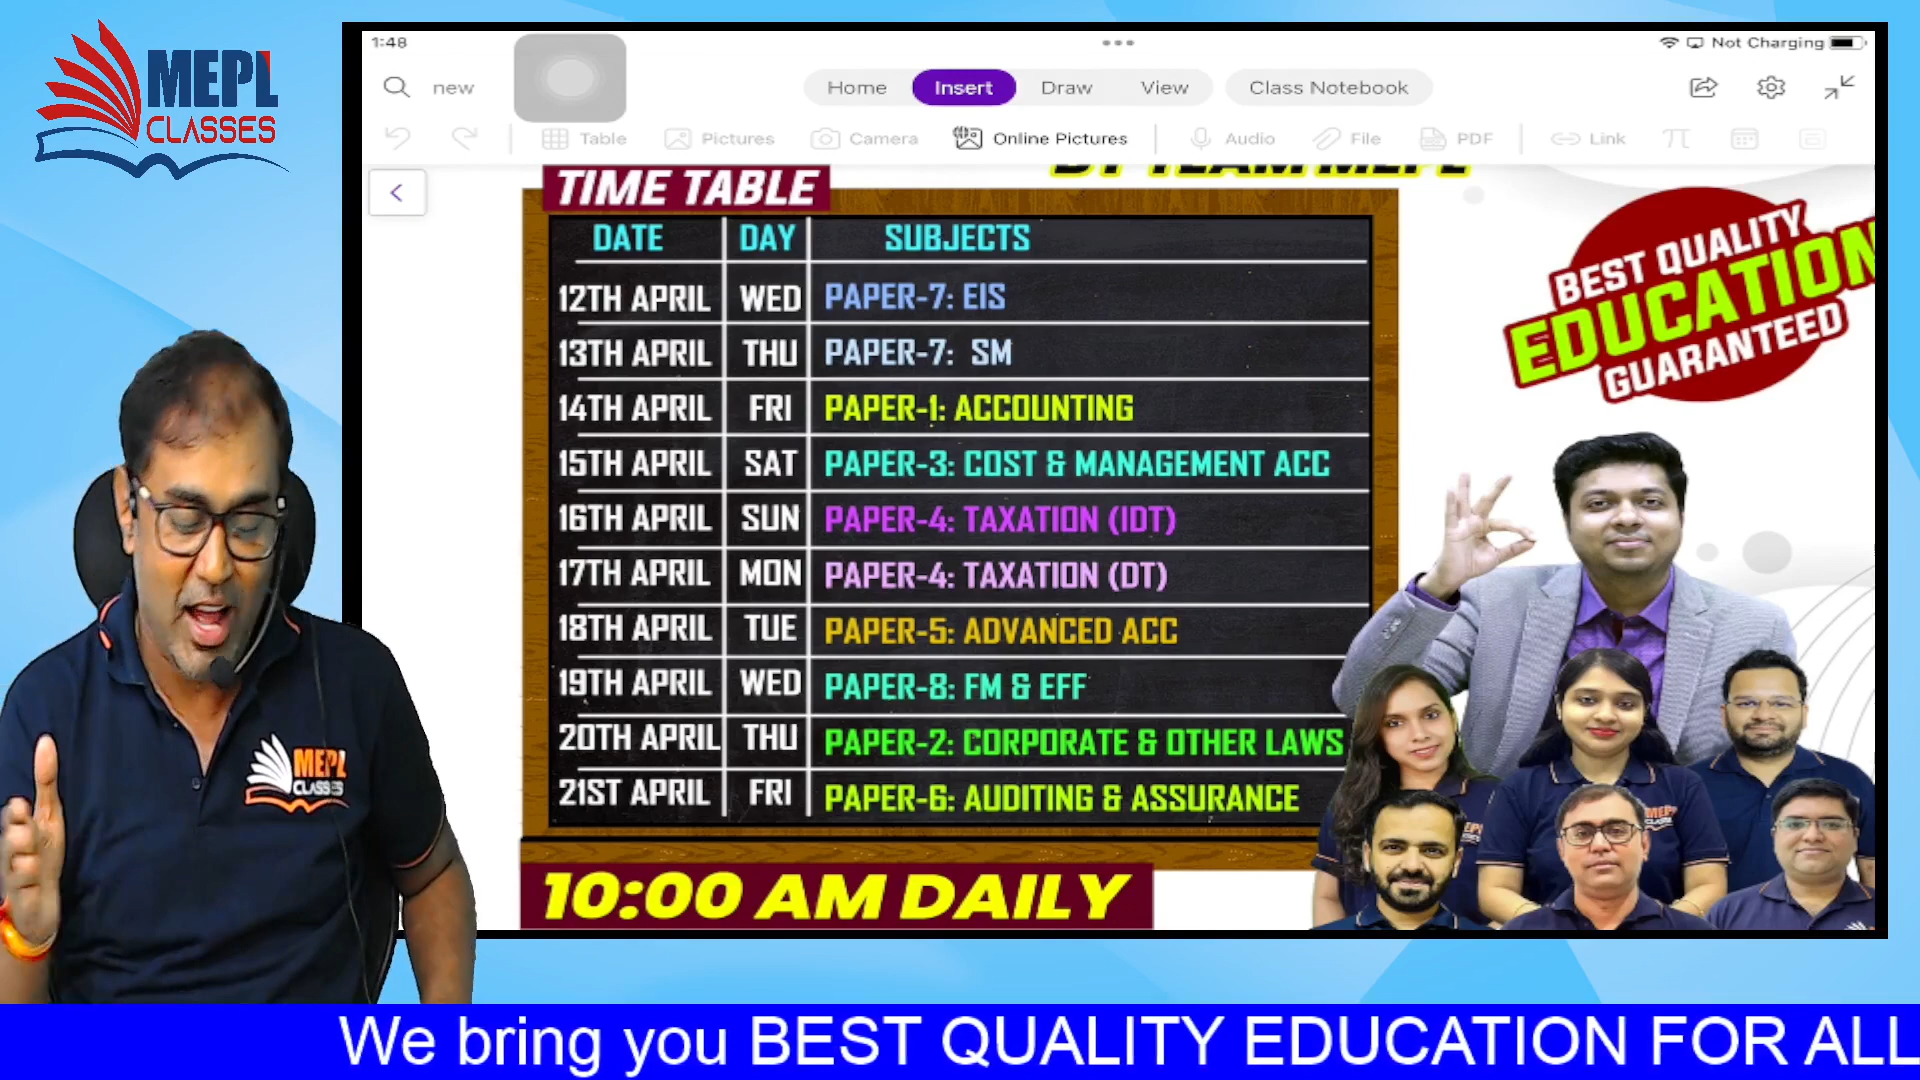 MEPL
CLASSES
1:48
Not Charging
new
Home
Insert
Draw
View
Class Notebook
Table
Pictures
Camera
Online Pictures
Audio
File
PDF
Link
BY TEAM MEPL
TIME TABLE
DATE DAY SUBJECTS
12TH APRIL WED PAPER-7: EIS
13TH APRIL THU PAPER-7: SM
14TH APRIL FRI PAPER-1: ACCOUNTING
15TH APRIL SAT PAPER-3: COST & MANAGEMENT ACC
16TH APRIL SUN PAPER-4: TAXATION (IDT)
17TH APRIL MON PAPER-4: TAXATION (DT)
18TH APRIL TUE PAPER-5: ADVANCED ACC
19TH APRIL WED PAPER-8: FM & EFF
20TH APRIL THU PAPER-2: CORPORATE & OTHER LAWS
21ST APRIL FRI PAPER-6: AUDITING & ASSURANCE
10:00 AM DAILY
BEST QUALITY
EDUCATION
GUARANTEED
MEPL
CLASSES
We bring you BEST QUALITY EDUCATION FOR ALL